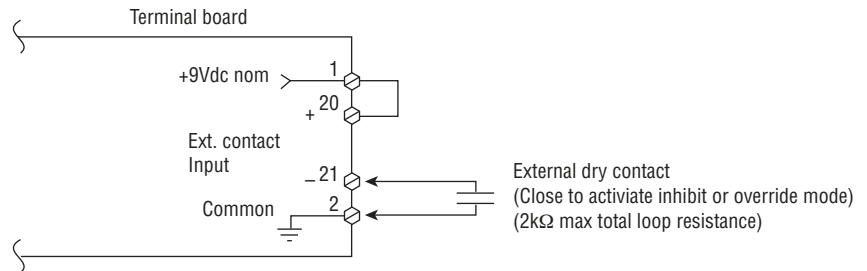 Terminal board
+9Vdc nom
1
20
+
Ext. contact
Input
– 21
Common
2
External dry contact
(Close to activiate inhibit or override mode)
(2kΩ max total loop resistance)